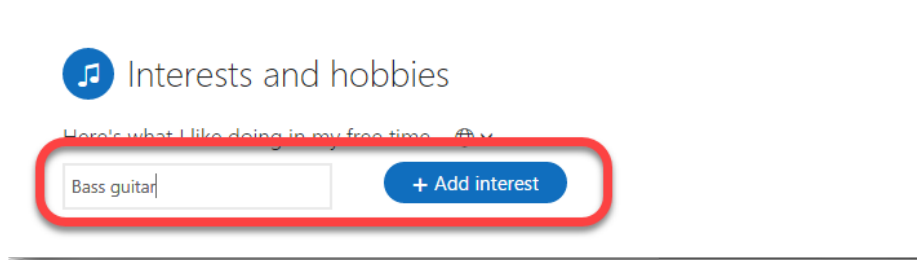 Interests and hobbies
Here's what I like doing in my free time
Bass guitar
+ Add interest